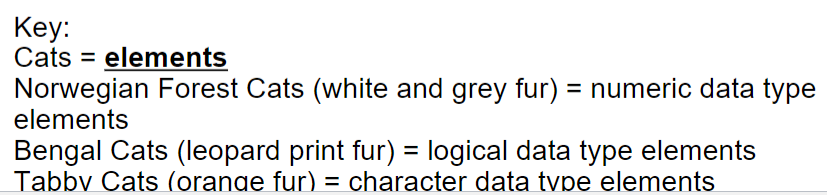 Key:
Cats = elements
Norwegian Forest Cats (white and grey fur) = numeric data type
elements
Bengal Cats (leopard print fur) = logical data type elements
Tabby Cats (orange fur) = character data type elements